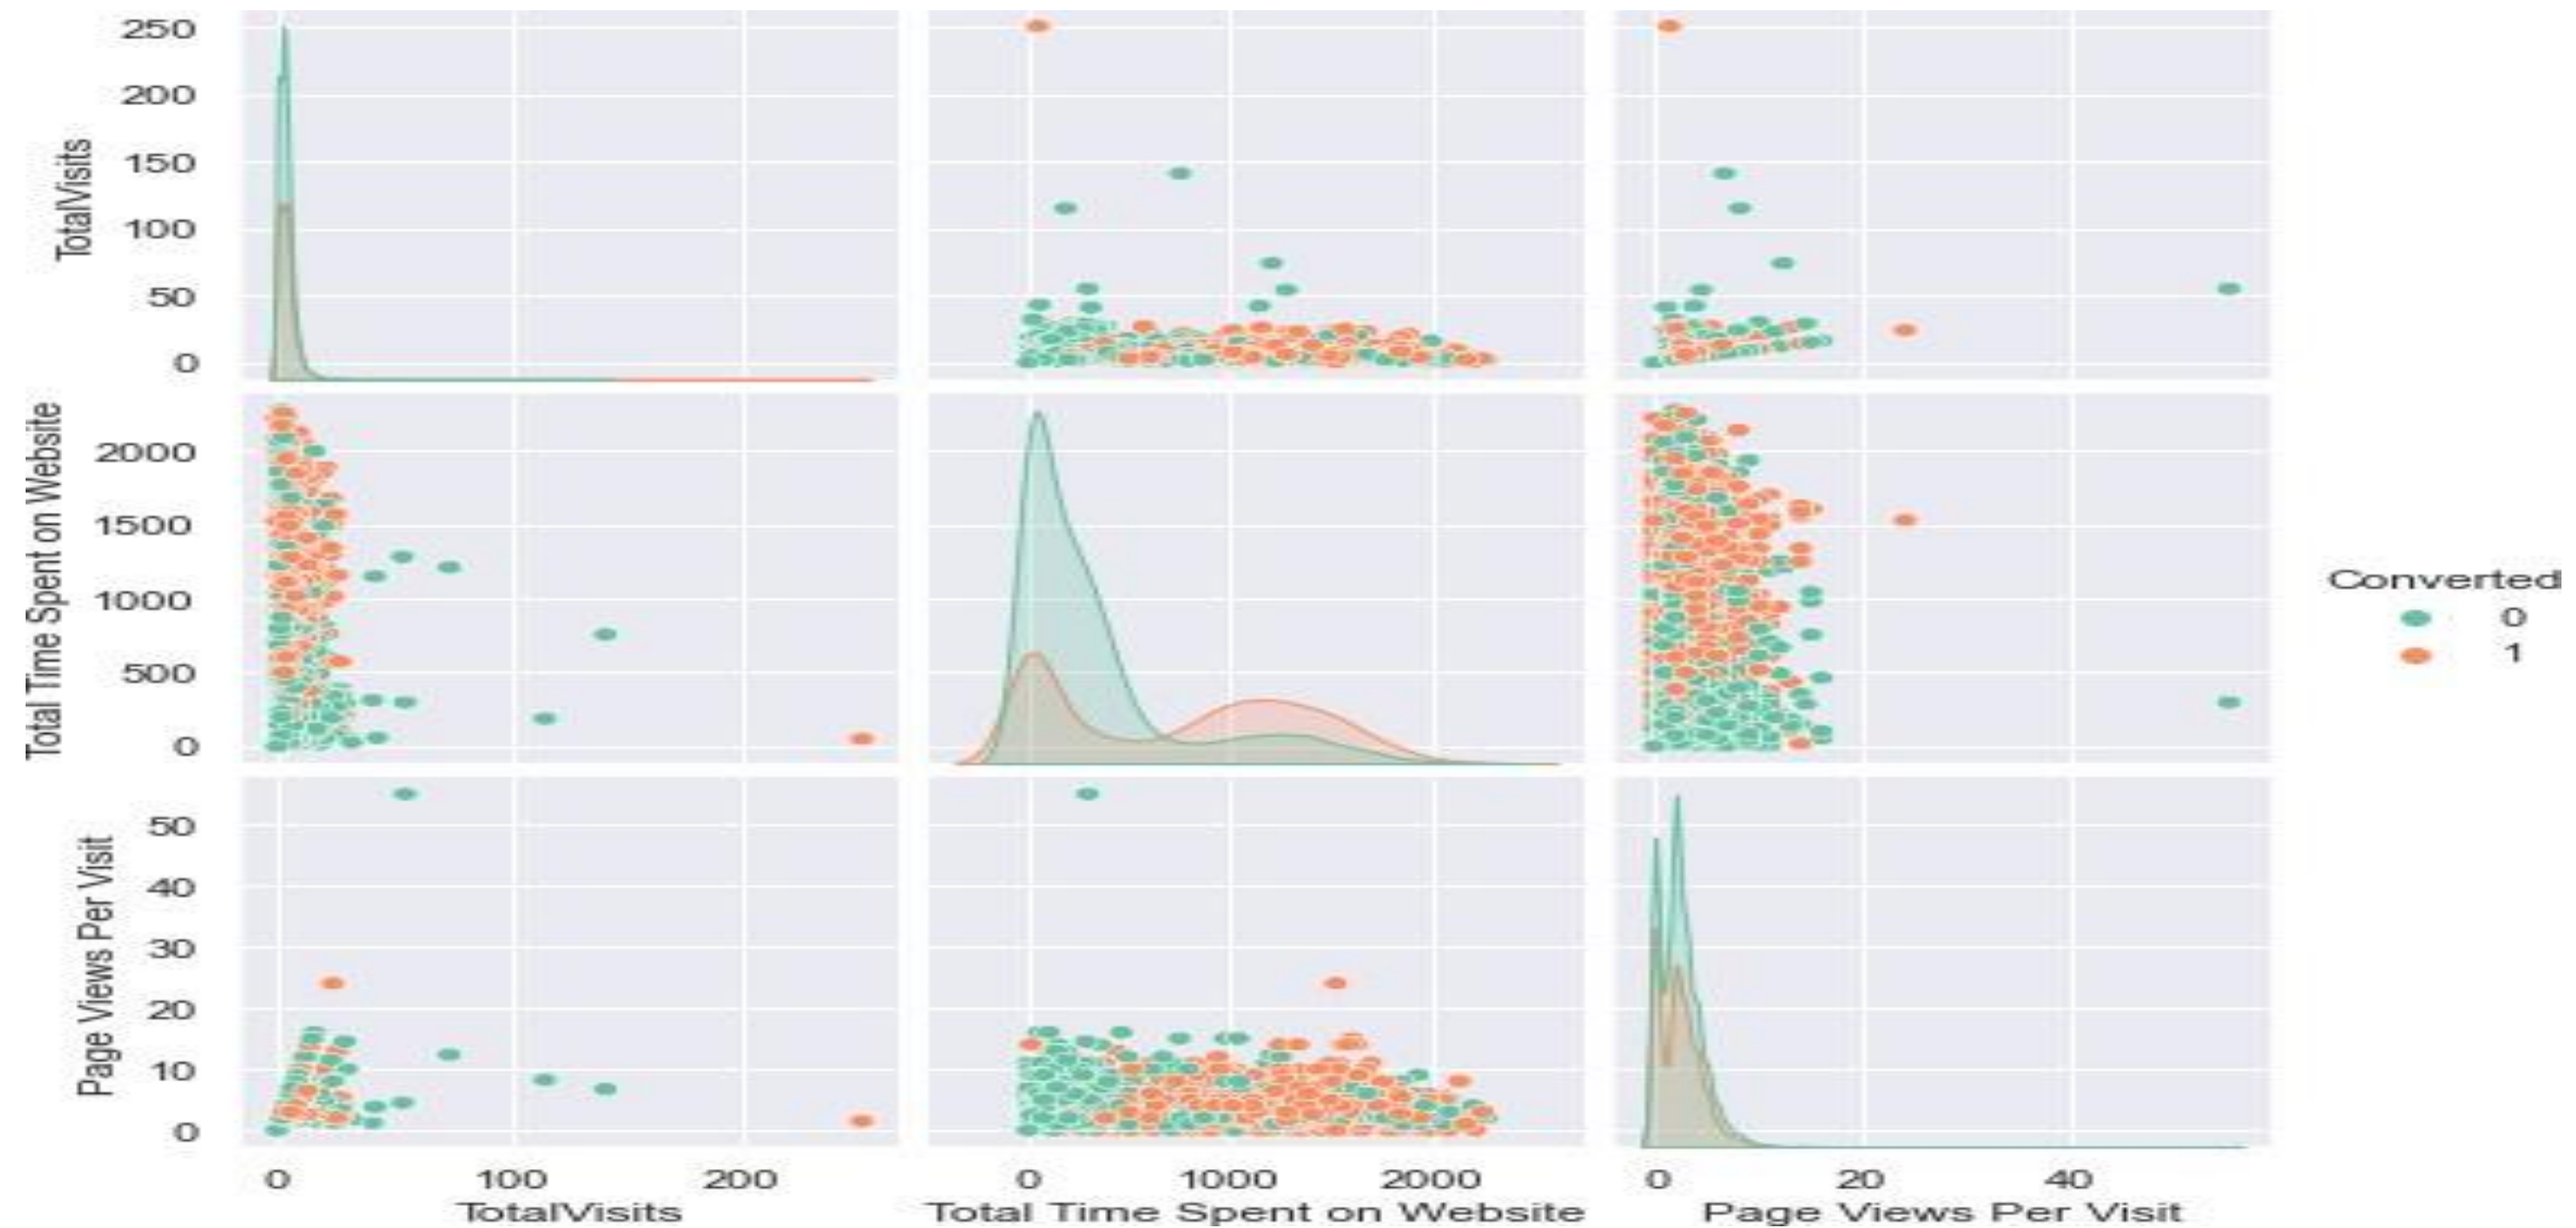 250
200
150
100
50
0
TotalVisits
2000
1500
1000
500
0
Total Time Spent on Website
50
40
30
20
10
0
Page Views Per Visit
0 100 200
TotalVisits
0 1000 2000
Total Time Spent on Website
0 20 40
Page Views Per Visit
Converted
0
1